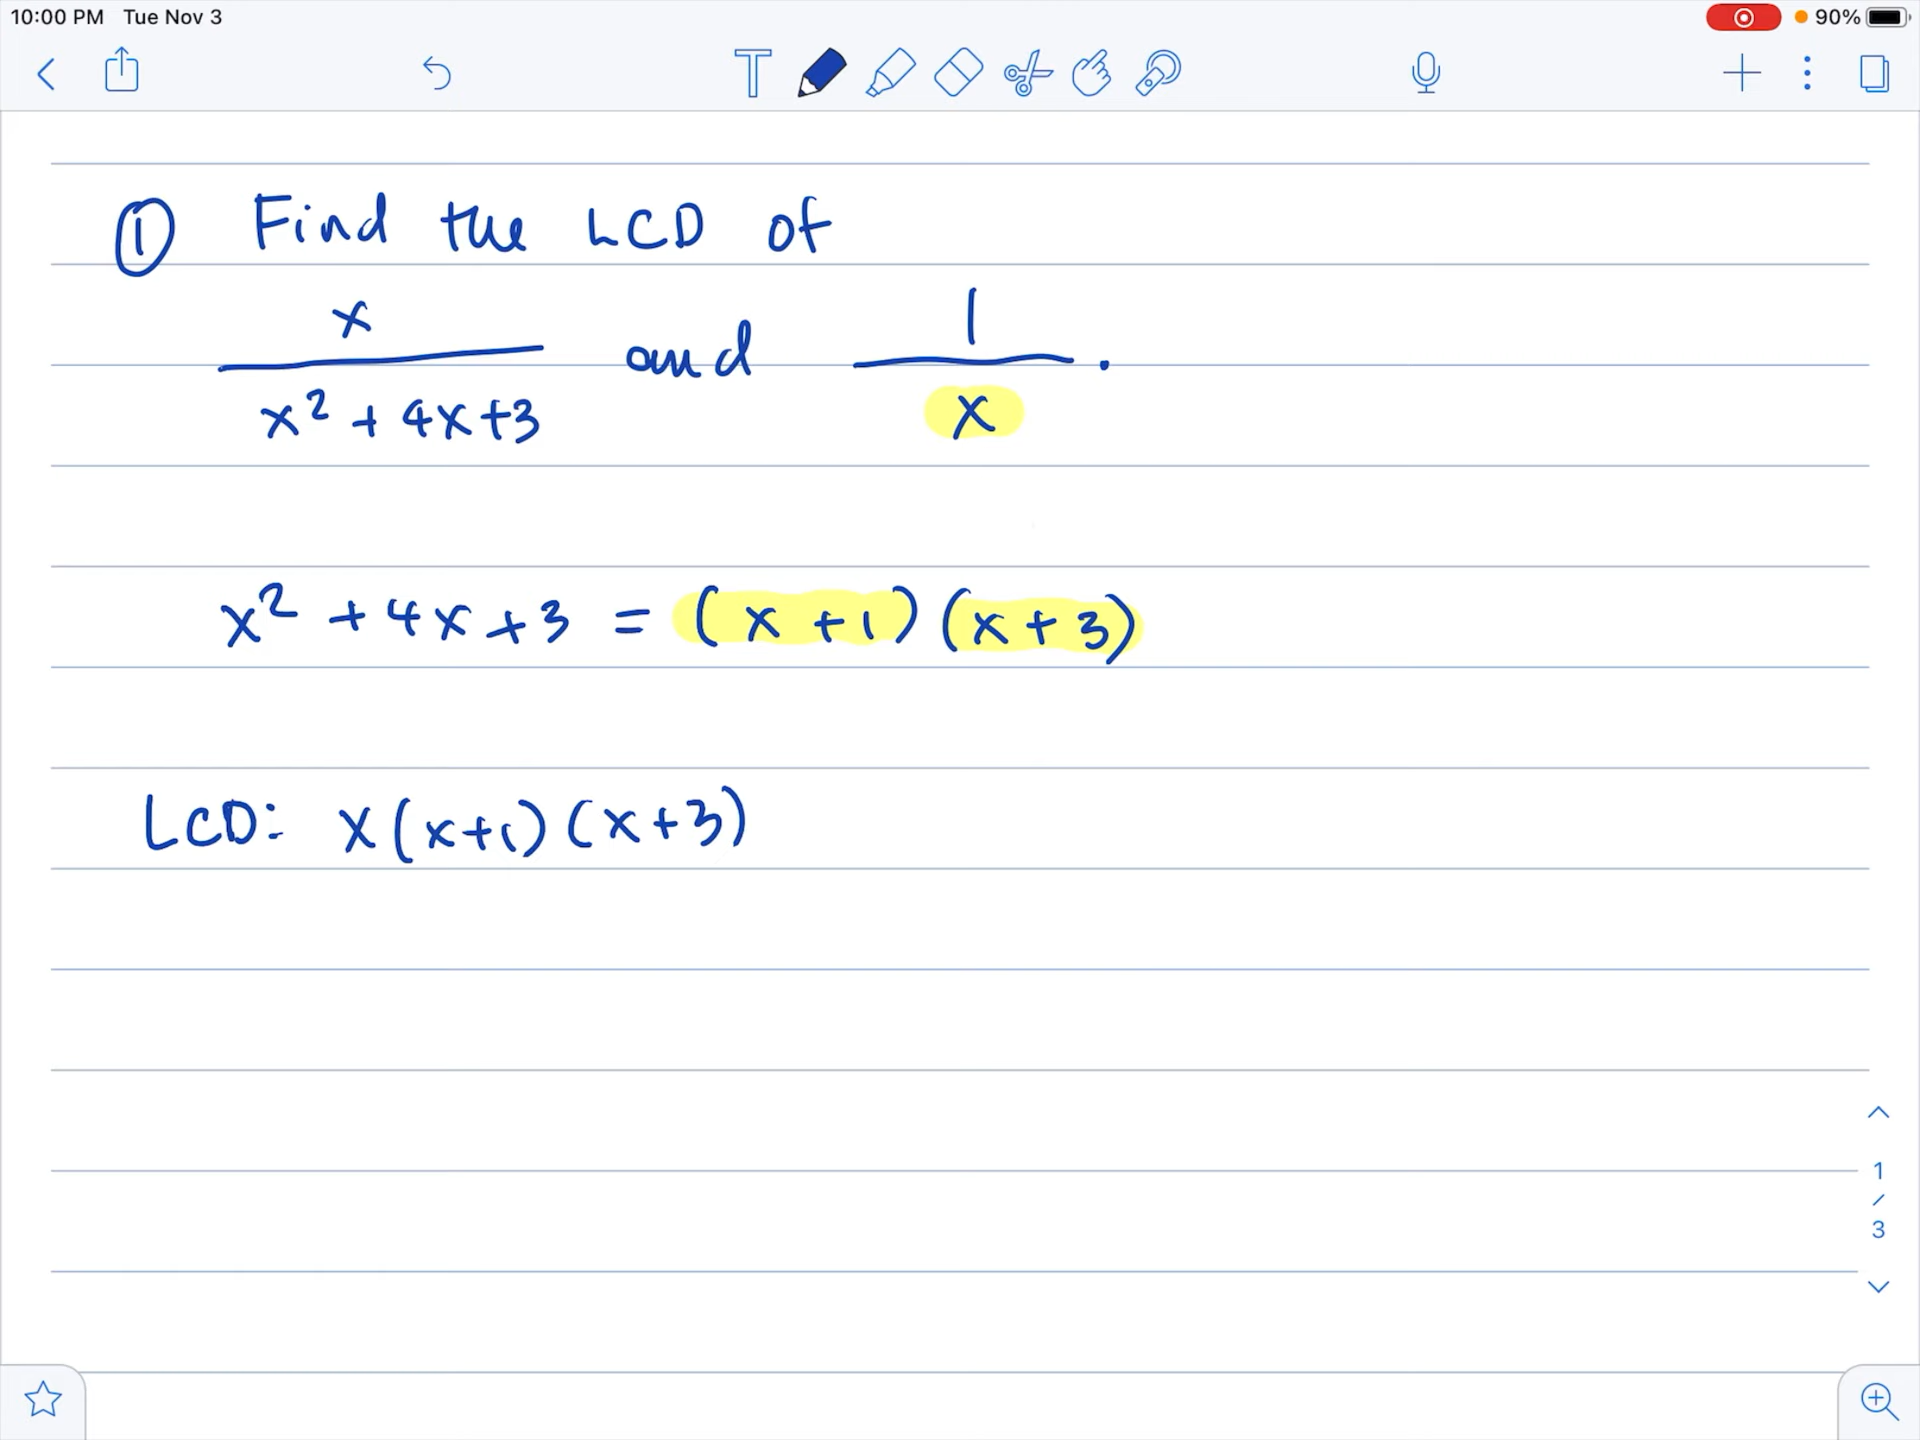 10:00 PM Tue Nov 3 90%
T
① Find the LCD of
x/(x²+4x+3) and 1/x.
x² + 4x + 3 = (x + 1)(x + 3)
LCD: x(x+1)(x+3)
1
/
3